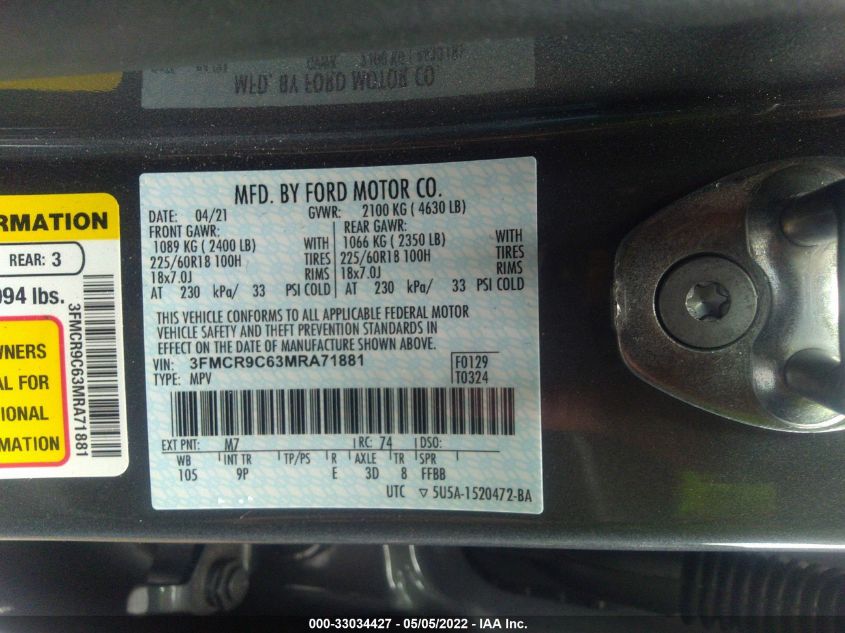 MFD. BY FORD MOTOR CO.
DATE: 04/21 GVWR: 2100 KG ( 4630 LB)
FRONT GAWR: REAR GAWR:
1089 KG ( 2400 LB) WITH 1066 KG ( 2350 LB) WITH
225/60R18 100H TIRES 225/60R18 100H TIRES
18x7.0J RIMS 18x7.0J RIMS
AT 230 kPa/ 33 PSI COLD AT 230 kPa/ 33 PSI COLD
THIS VEHICLE CONFORMS TO ALL APPLICABLE FEDERAL MOTOR
VEHICLE SAFETY AND THEFT PREVENTION STANDARDS IN
EFFECT ON THE DATE OF MANUFACTURE SHOWN ABOVE.
VIN: 3FMCR9C63MRA71881 F0129
TYPE: MPV T0324
EXT PNT: M7 RC: 74 DSO:
WB INT TR TP/PS R AXLE TR SPR
105 9P E 3D 8 FFBB
UTC ▽ 5U5A-1520472-BA
RMATION
REAR: 3
094 lbs.
WNERS
AL FOR
TIONAL
RMATION
3FMCR9C63MRA71881
MFD. BY FORD MOTOR CO
000-33034427 - 05/05/2022 - IAA Inc.